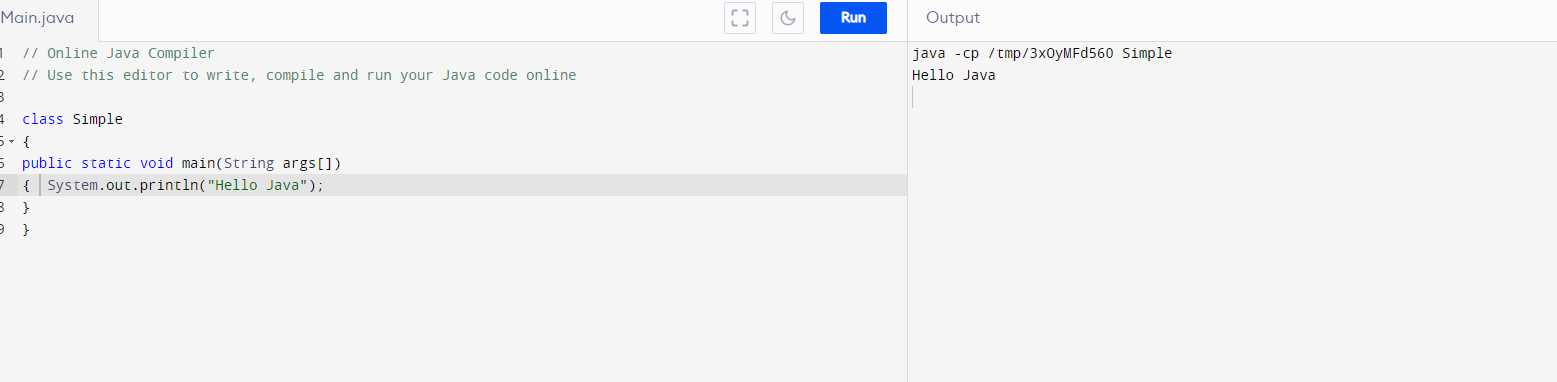 Main.java
Run
Output
1 // Online Java Compiler
2 // Use this editor to write, compile and run your Java code online
3
4 class Simple
5 {
6 public static void main(String args[])
7 { System.out.println("Hello Java");
8 }
9 }
java -cp /tmp/3xOyMFd56O Simple
Hello Java